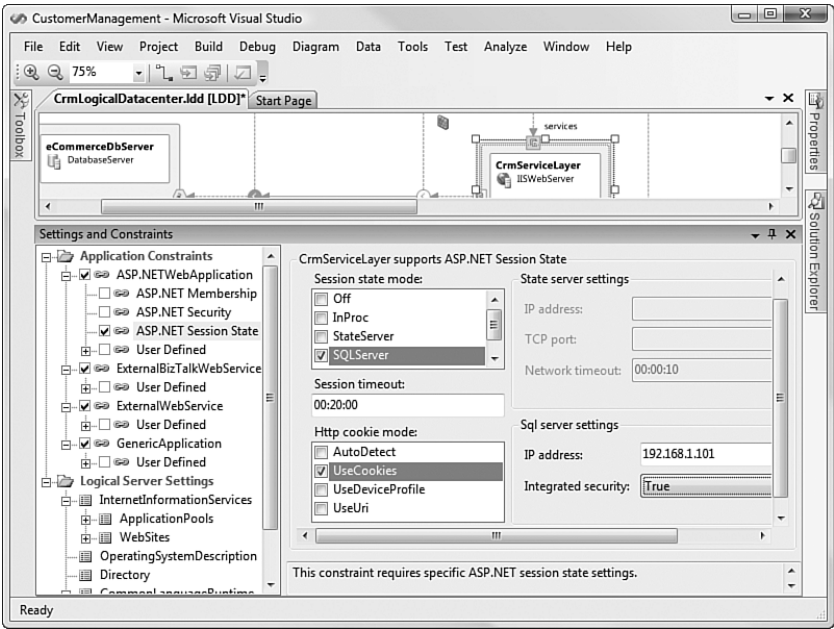 CustomerManagement - Microsoft Visual Studio
File Edit View Project Build Debug Diagram Data Tools Test Analyze Window Help
75%
Toolbox
CrmLogicalDatacenter.ldd [LDD]* Start Page
Properties
Solution Explorer
eCommerceDbServer
DatabaseServer
services
CrmServiceLayer
IISWebServer
Settings and Constraints
Application Constraints
ASP.NETWebApplication
ASP.NET Membership
ASP.NET Security
ASP.NET Session State
User Defined
ExternalBizTalkWebService
User Defined
ExternalWebService
User Defined
GenericApplication
User Defined
Logical Server Settings
InternetInformationServices
ApplicationPools
WebSites
OperatingSystemDescription
Directory
CommonLanguageRuntime
CrmServiceLayer supports ASP.NET Session State
Session state mode:
Off
InProc
StateServer
SQLServer
Session timeout:
00:20:00
Http cookie mode:
AutoDetect
UseCookies
UseDeviceProfile
UseUri
State server settings
IP address:
TCP port:
Network timeout: 00:00:10
Sql server settings
IP address: 192.168.1.101
Integrated security: True
This constraint requires specific ASP.NET session state settings.
Ready